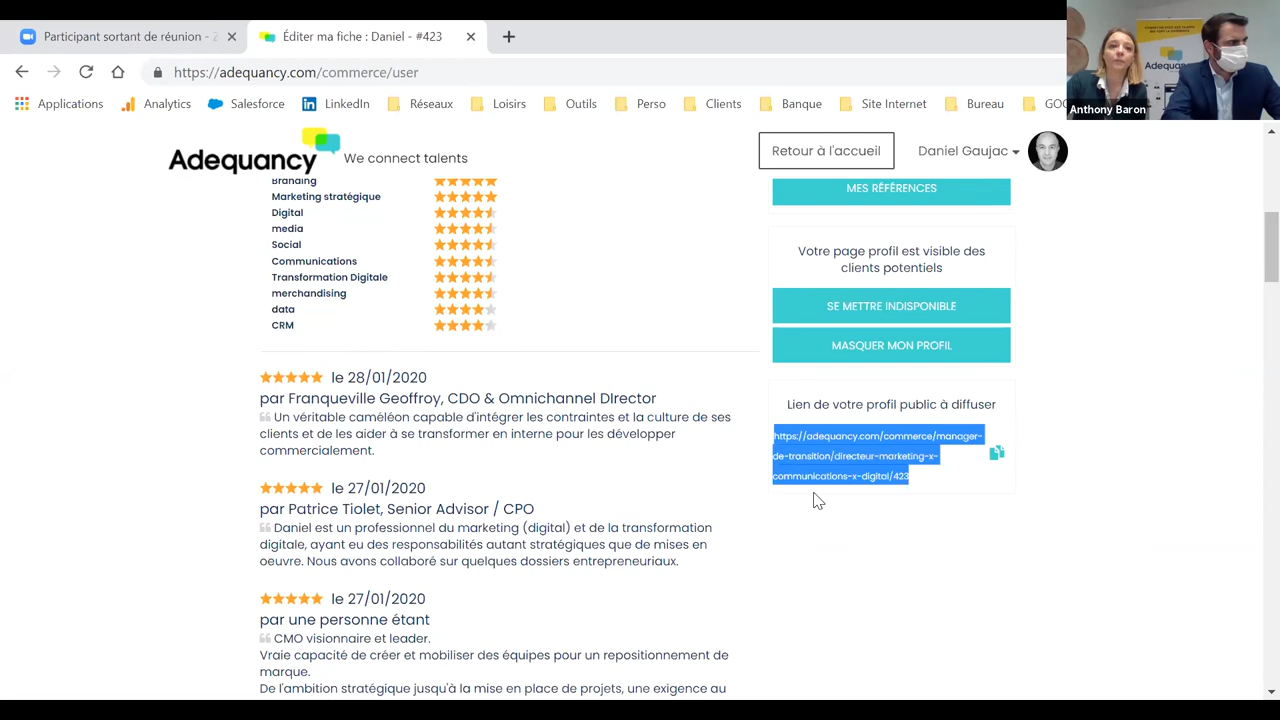 Participant sortant de réunion - Z
Éditer ma fiche : Daniel - #423
https://adequancy.com/commerce/user
Applications
Analytics
Salesforce
LinkedIn
Réseaux
Loisirs
Outils
Perso
Clients
Banque
Site Internet
Bureau
Adequa
Anthony Baron
Adequancy
We connect talents
Retour à l'accueil
Daniel Gaujac
Branding
Marketing stratégique
Digital
media
Social
Communications
Transformation Digitale
merchandising
data
CRM
le 28/01/2020
par Franqueville Geoffroy, CDO & Omnichannel DIrector
Un véritable caméléon capable d'intégrer les contraintes et la culture de ses
clients et de les aider à se transformer en interne pour les développer
commercialement.
le 27/01/2020
par Patrice Tiolet, Senior Advisor / CPO
Daniel est un professionnel du marketing (digital) et de la transformation
digitale, ayant eu des responsabilités autant stratégiques que de mises en
oeuvre. Nous avons collaboré sur quelques dossiers entrepreneuriaux.
le 27/01/2020
par une personne étant
CMO visionnaire et leader.
Vraie capacité de créer et mobiliser des équipes pour un repositionnement de
marque.
De l'ambition stratégique jusqu'à la mise en place de projets, une exigence au
MES RÉFÉRENCES
Votre page profil est visible des
clients potentiels
SE METTRE INDISPONIBLE
MASQUER MON PROFIL
Lien de votre profil public à diffuser
https://adequancy.com/commerce/manager-
de-transition/directeur-marketing-x-
communications-x-digital/423